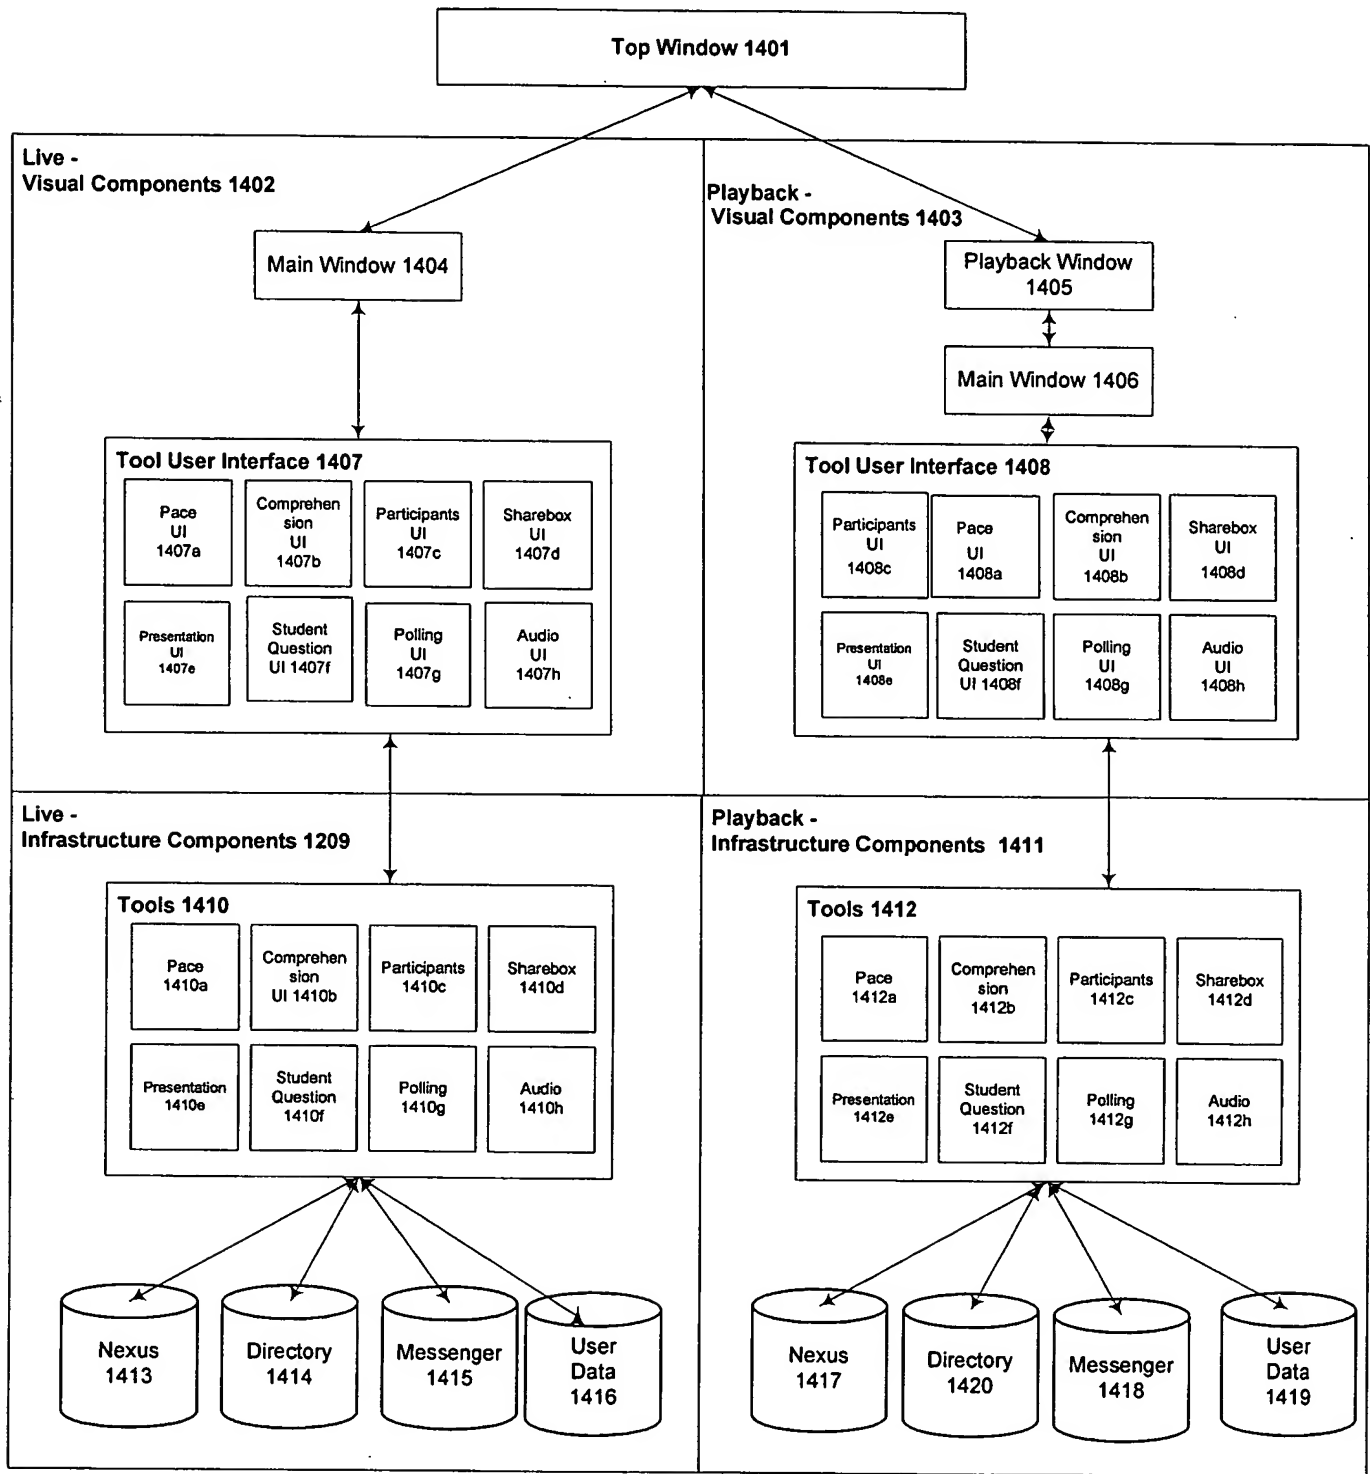 Top Window 1401
Live -
Visual Components 1402
Main Window 1404
Tool User Interface 1407
Pace
UI
1407a
Comprehen
sion
UI
1407b
Participants
UI
1407c
Sharebox
UI
1407d
Presentation
UI
1407e
Student
Question
UI 1407f
Polling
UI
1407g
Audio
UI
1407h
Playback -
Visual Components 1403
Playback Window
1405
Main Window 1406
Tool User Interface 1408
Participants
UI
1408c
Pace
UI
1408a
Comprehen
sion
UI
1408b
Sharebox
UI
1408d
Presentation
UI
1408e
Student
Question
UI 1408f
Polling
UI
1408g
Audio
UI
1408h
Live -
Infrastructure Components 1209
Tools 1410
Pace
1410a
Comprehen
sion
UI 1410b
Participants
1410c
Sharebox
1410d
Presentation
1410e
Student
Question
1410f
Polling
1410g
Audio
1410h
Nexus
1413
Directory
1414
Messenger
1415
User
Data
1416
Playback -
Infrastructure Components 1411
Tools 1412
Pace
1412a
Comprehen
sion
1412b
Participants
1412c
Sharebox
1412d
Presentation
1412e
Student
Question
1412f
Polling
1412g
Audio
1412h
Nexus
1417
Directory
1420
Messenger
1418
User
Data
1419